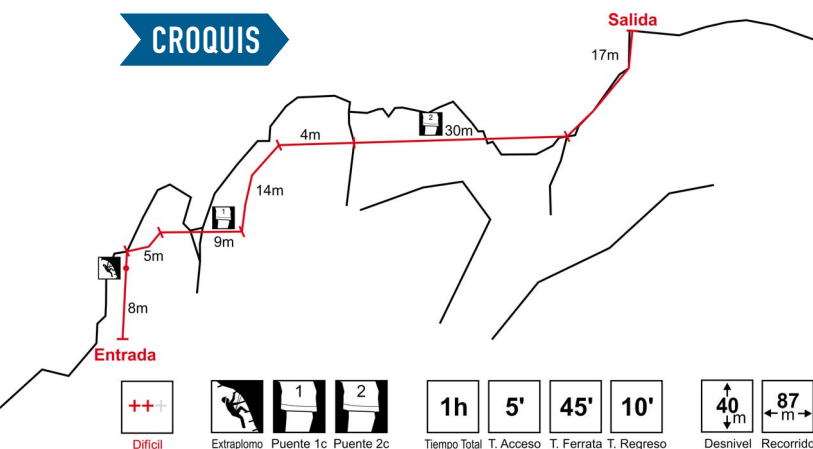 CROQUIS
Salida
17m
2
4m
30m
14m
1
9m
5m
8m
Entrada
+++
1
2
1h
5'
45'
10'
40
m
87
m
Difícil
Extraplomo
Puente 1c
Puente 2c
Tiempo Total
T. Acceso
T. Ferrata
T. Regreso
Desnivel
Recorrido